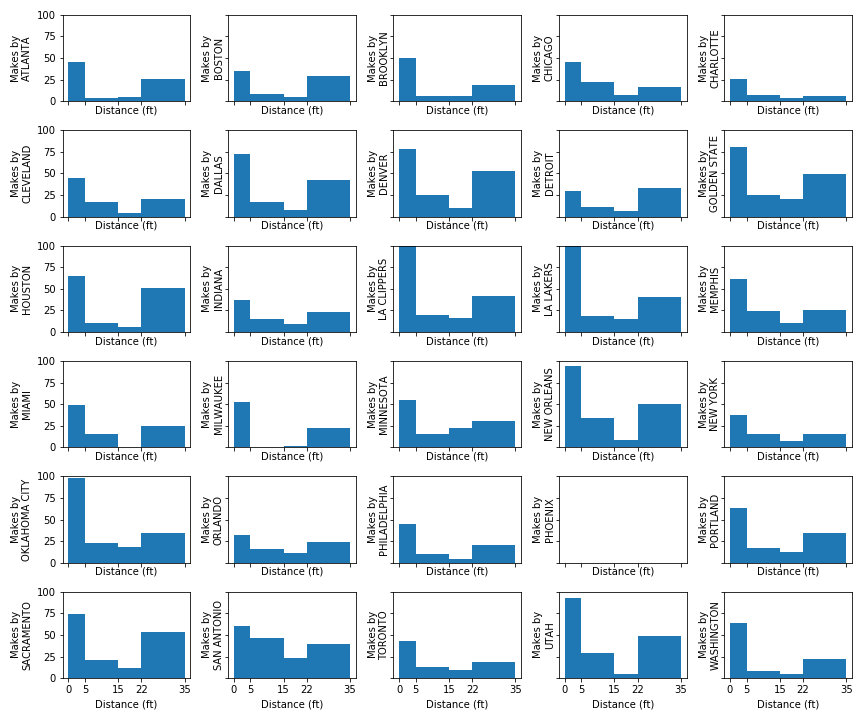 100
75
50
25
0
Makes by
ATLANTA
Distance (ft)
Makes by
BOSTON
Distance (ft)
Makes by
BROOKLYN
Distance (ft)
Makes by
CHICAGO
Distance (ft)
Makes by
CHARLOTTE
Distance (ft)
100
75
50
25
0
Makes by
CLEVELAND
Distance (ft)
Makes by
DALLAS
Distance (ft)
Makes by
DENVER
Distance (ft)
Makes by
DETROIT
Distance (ft)
Makes by
GOLDEN STATE
Distance (ft)
100
75
50
25
0
Makes by
HOUSTON
Distance (ft)
Makes by
INDIANA
Distance (ft)
Makes by
LA CLIPPERS
Distance (ft)
Makes by
LA LAKERS
Distance (ft)
Makes by
MEMPHIS
Distance (ft)
100
75
50
25
0
Makes by
MIAMI
Distance (ft)
Makes by
MILWAUKEE
Distance (ft)
Makes by
MINNESOTA
Distance (ft)
Makes by
NEW ORLEANS
Distance (ft)
Makes by
NEW YORK
Distance (ft)
100
75
50
25
0
Makes by
OKLAHOMA CITY
Distance (ft)
Makes by
ORLANDO
Distance (ft)
Makes by
PHILADELPHIA
Distance (ft)
Makes by
PHOENIX
Distance (ft)
Makes by
PORTLAND
Distance (ft)
100
75
50
25
0
Makes by
SACRAMENTO
0 5 15 22 35
Distance (ft)
Makes by
SAN ANTONIO
0 5 15 22 35
Distance (ft)
Makes by
TORONTO
0 5 15 22 35
Distance (ft)
Makes by
UTAH
0 5 15 22 35
Distance (ft)
Makes by
WASHINGTON
0 5 15 22 35
Distance (ft)